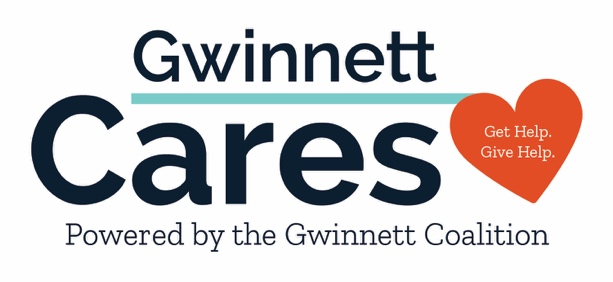 Gwinnett
Cares
Get Help.
Give Help.
Powered by the Gwinnett Coalition